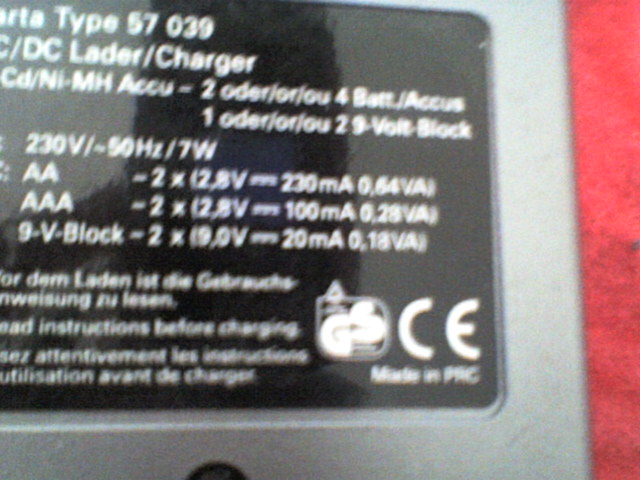 arta Type 57 039
C/DC Lader/Charger
-Cd/Ni-MH Accu - 2 oder/or/ou 4 Batt./Accus
1 oder/or/ou 2 9-Volt-Block
: 230V/~50Hz/7W
: AA - 2 x (2,8V ⎓ 230mA 0,64VA)
AAA - 2 x (2,8V ⎓ 100mA 0,28VA)
9-V-Block - 2 x (9,0V ⎓ 20mA 0,18VA)
or dem Laden ist die Gebrauchs-
nweisung zu lesen.
ead instructions before charging.
sez attentivement les instructions
utilisation avant de charger.
GS CE
Made in PRC